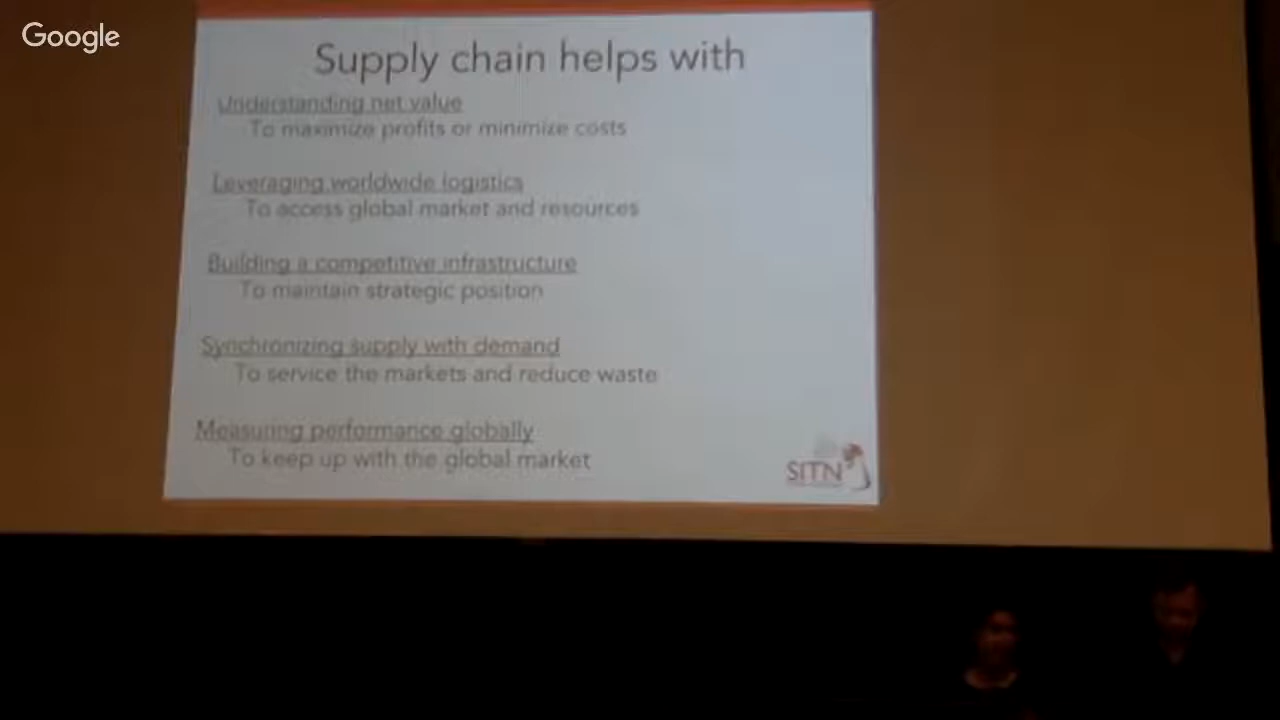 Google
Supply chain helps with
Understanding net value
To maximize profits or minimize costs
Leveraging worldwide logistics
To access global market and resources
Building a competitive infrastructure
To maintain strategic position
Synchronizing supply with demand
To service the markets and reduce waste
Measuring performance globally
To keep up with the global market
SITN